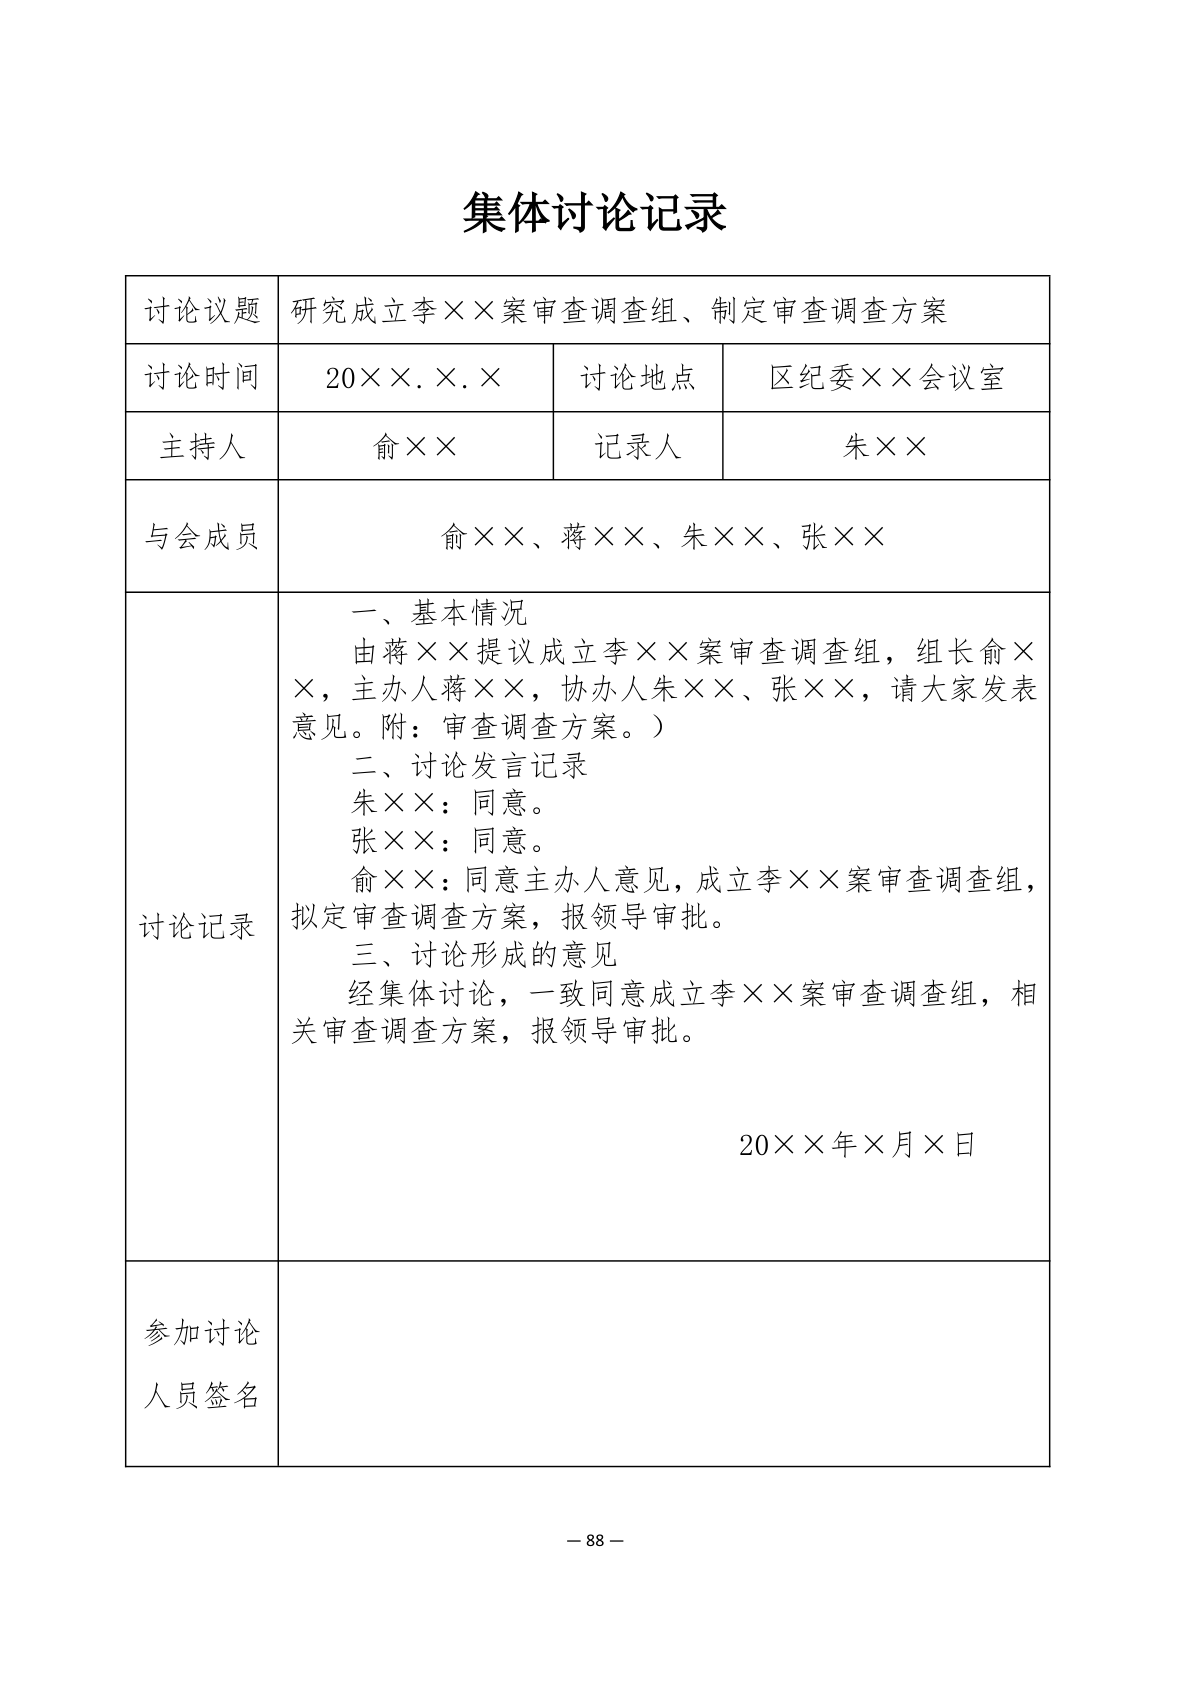 集体讨论记录
讨论议题 研究成立李××案审查调查组、制定审查调查方案
讨论时间 20××.×.× 讨论地点 区纪委××会议室
主持人 俞×× 记录人 朱××
与会成员 俞××、蒋××、朱××、张××
讨论记录
一、基本情况
由蒋××提议成立李××案审查调查组，组长俞×
×，主办人蒋××，协办人朱××、张××，请大家发表
意见。附：审查调查方案。）
二、讨论发言记录
朱××：同意。
张××：同意。
俞××：同意主办人意见，成立李××案审查调查组，
拟定审查调查方案，报领导审批。
三、讨论形成的意见
经集体讨论，一致同意成立李××案审查调查组，相
关审查调查方案，报领导审批。
20××年×月×日
参加讨论
人员签名
— 88 —